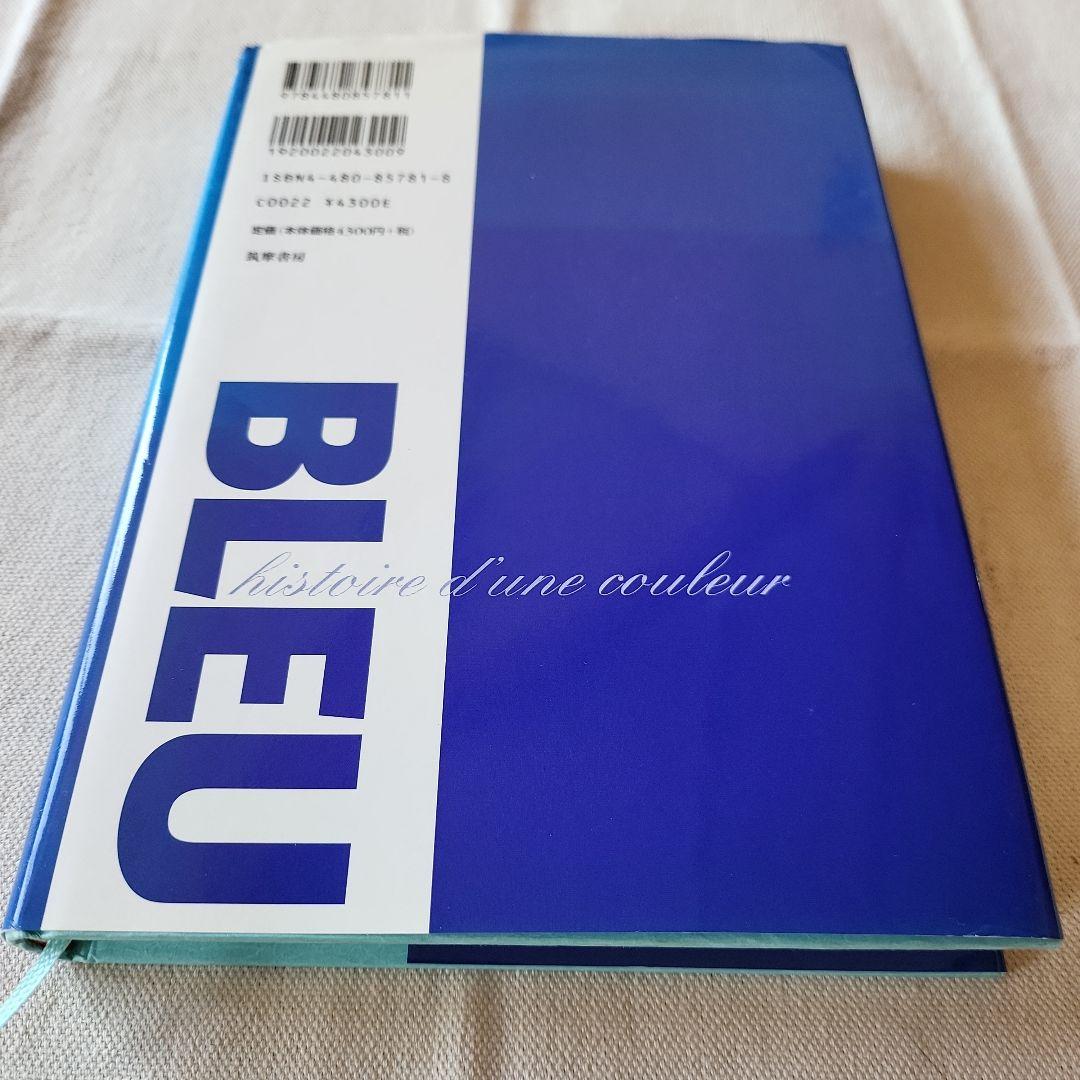 9784480857811
1920022043009
ISBN4-480-85781-8
C0022 ¥4300E
定価(本体価格4300円+税)
筑摩書房
BLEU
histoire d'une couleur